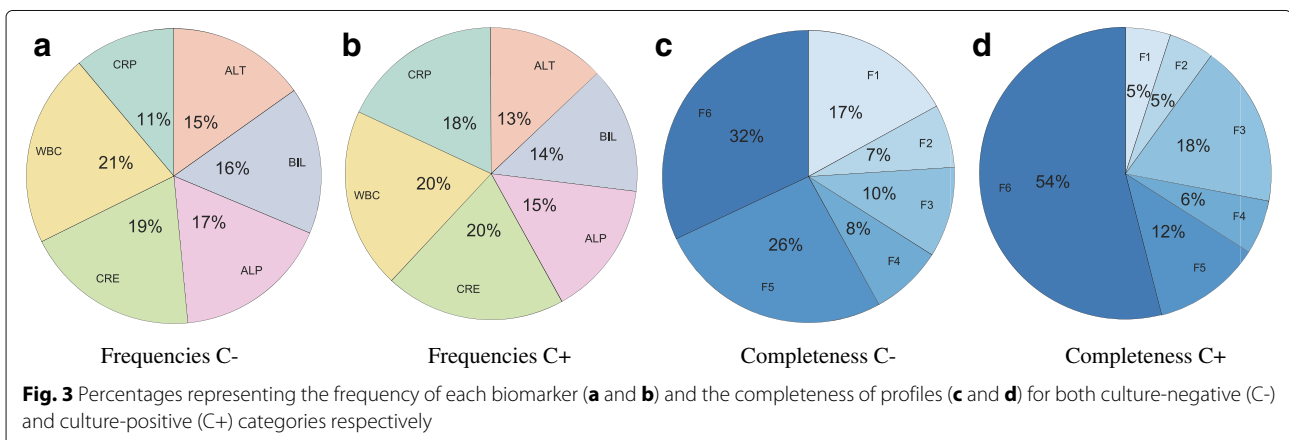 a
CRP
11%
ALT
15%
WBC
21%
BIL
16%
CRE
19%
17%
ALP
Frequencies C-
b
CRP
18%
ALT
13%
WBC
20%
BIL
14%
CRE
20%
15%
ALP
Frequencies C+
c
F6
32%
F1
17%
F2
7%
F3
10%
F4
8%
F5
26%
Completeness C-
d
F1
5%
F2
5%
F3
18%
F4
6%
F5
12%
F6
54%
Completeness C+
Fig. 3 Percentages representing the frequency of each biomarker (a and b) and the completeness of profiles (c and d) for both culture-negative (C-)
and culture-positive (C+) categories respectively